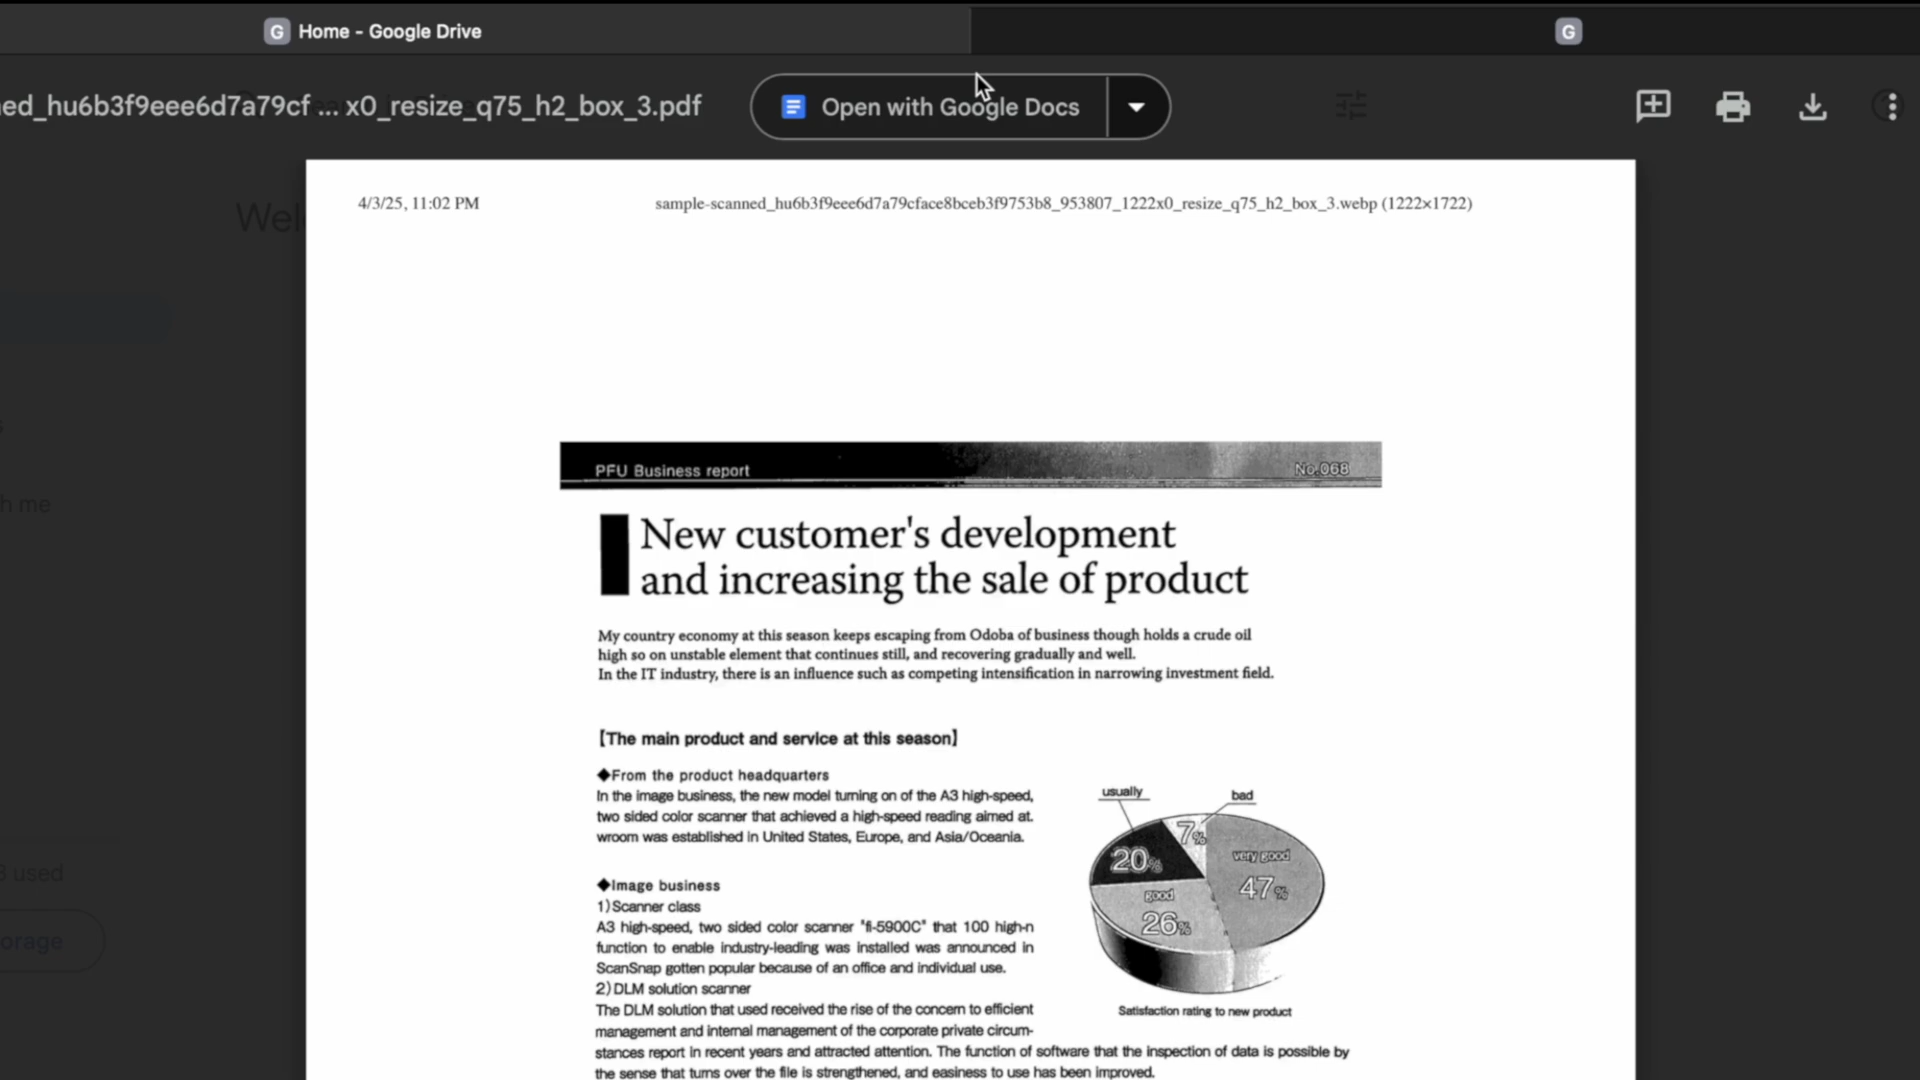 G Home - Google Drive
G
ed_hu6b3f9eee6d7a79cf ... x0_resize_q75_h2_box_3.pdf
Open with Google Docs
4/3/25, 11:02 PM
sample-scanned_hu6b3f9eee6d7a79cface8bceb3f9753b8_953807_1222x0_resize_q75_h2_box_3.webp (1222×1722)
Wel
PFU Business report
No.068
New customer's development
and increasing the sale of product
My country economy at this season keeps escaping from Odoba of business though holds a crude oil
high so on unstable element that continues still, and recovering gradually and well.
In the IT industry, there is an influence such as competing intensification in narrowing investment field.
h me
【The main product and service at this season】
◆From the product headquarters
In the image business, the new model turning on of the A3 high-speed,
two sided color scanner that achieved a high-speed reading aimed at.
wroom was established in United States, Europe, and Asia/Oceania.
◆Image business
1)Scanner class
A3 high-speed, two sided color scanner "fi-5900C" that 100 high-n
function to enable industry-leading was installed was announced in
ScanSnap gotten popular because of an office and individual use.
2)DLM solution scanner
The DLM solution that used received the rise of the concern to efficient
management and internal management of the corporate private circum-
stances report in recent years and attracted attention. The function of software that the inspection of data is possible by
the sense that turns over the file is strengthened, and easiness to use has been improved.
usually
bad
7%
20%
very good
47%
good
26%
Satisfaction rating to new product
used
orage